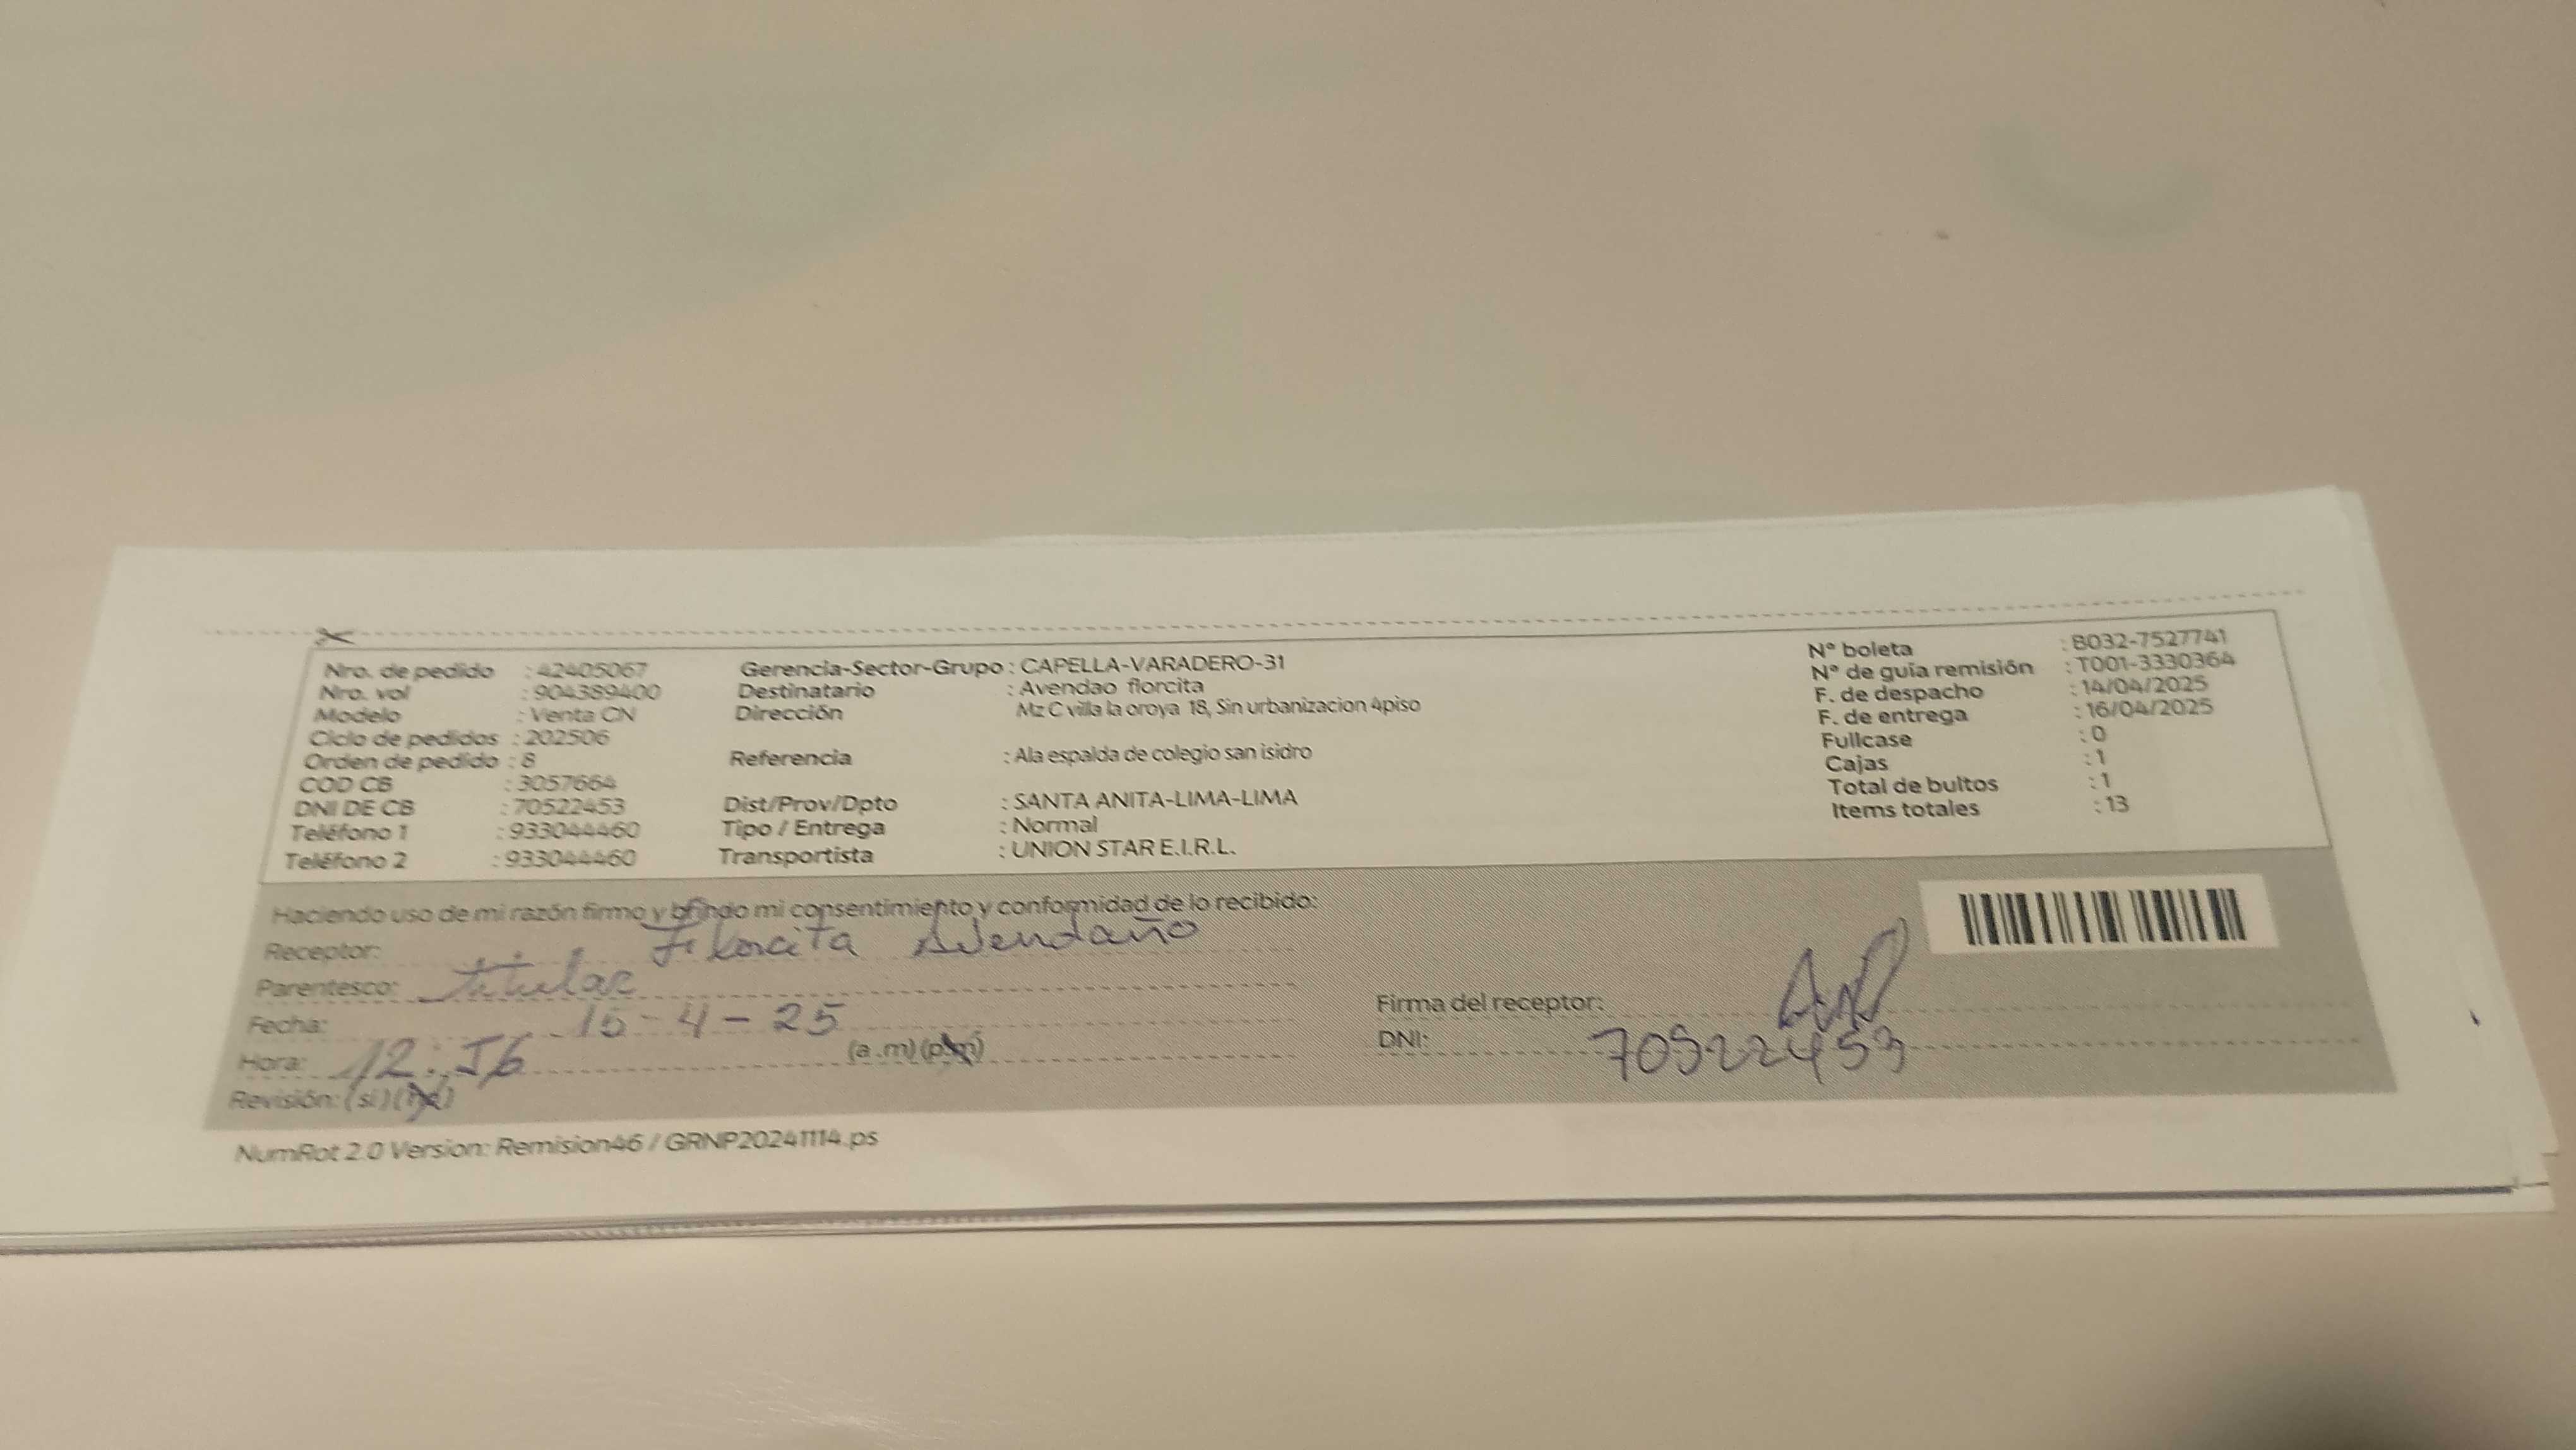 Nro. de pedido : 42405067
Nro. vol : 904389400
Modelo : Venta CN
Ciclo de pedidos : 202506
Orden de pedido : 8
COD CB : 3057664
DNI DE CB : 70522453
Teléfono 1 : 933044460
Teléfono 2 : 933044460
Gerencia-Sector-Grupo : CAPELLA-VARADERO-31
Destinatario : Avendao florcita
Dirección Mz C villa la oroya 18, Sin urbanizacion 4piso
Referencia : Ala espalda de colegio san isidro
Dist/Prov/Dpto : SANTA ANITA-LIMA-LIMA
Tipo / Entrega : Normal
Transportista : UNION STAR E.I.R.L.
N° boleta : B032-7527741
N° de guía remisión : T001-3330364
F. de despacho : 14/04/2025
F. de entrega : 16/04/2025
Fullcase : 0
Cajas : 1
Total de bultos : 1
Items totales : 13
Haciendo uso de mi razón firmo y brindo mi consentimiento y conformidad de lo recibido:
Receptor: Avendaño
Parentesco: titular
Fecha: 15-4-25
Hora: 12: (a.m)(p.m)
Revisión: (si)(no)
Firma del receptor:
DNI: 70522453
NumRot 2.0 Version: Remision46 / GRNP20241114.ps